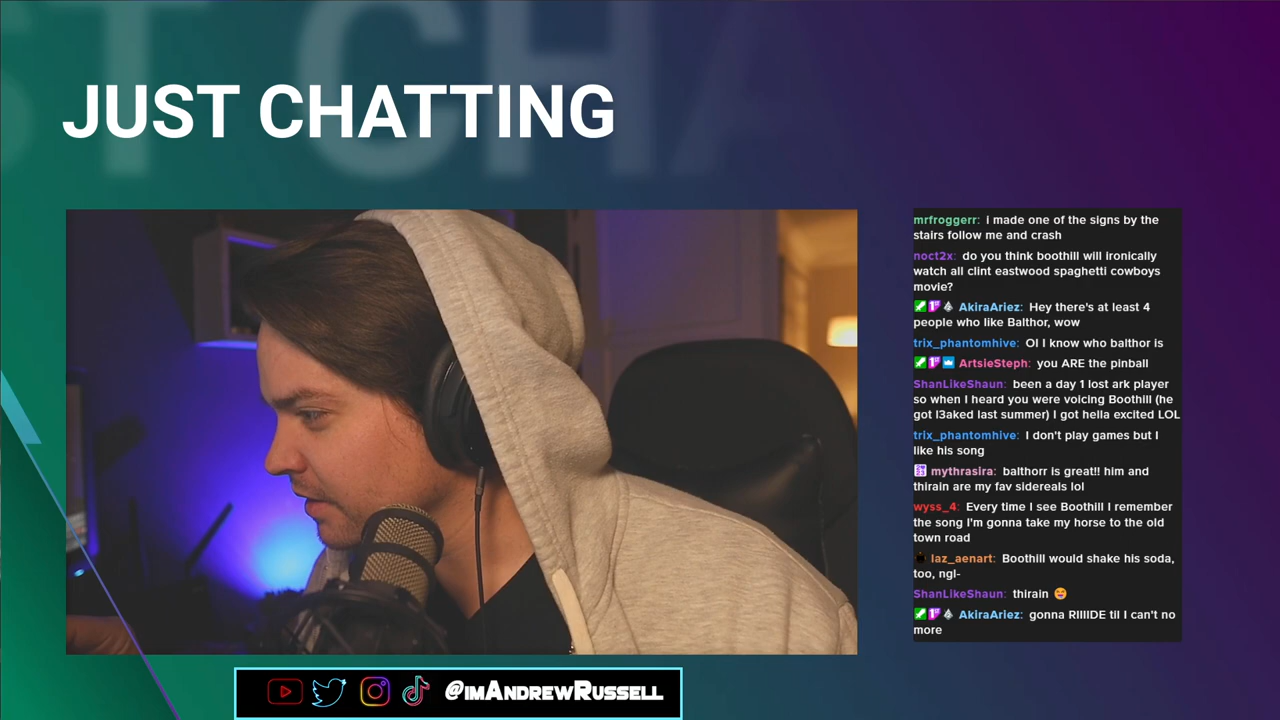 JUST CHATTING
mrfroggerr: i made one of the signs by the
stairs follow me and crash
noct2x: do you think boothill will ironically
watch all clint eastwood spaghetti cowboys
movie?
AkiraAriez: Hey there's at least 4
people who like Balthor, wow
trix_phantomhive: OI I know who balthor is
ArtsieSteph: you ARE the pinball
ShanLikeShaun: been a day 1 lost ark player
so when I heard you were voicing Boothill (he
got l3aked last summer) I got hella excited LOL
trix_phantomhive: I don't play games but I
like his song
mythrasira: balthorr is great!! him and
thirain are my fav sidereals lol
wyss_4: Every time I see Boothill I remember
the song I'm gonna take my horse to the old
town road
laz_aenart: Boothill would shake his soda,
too, ngl-
ShanLikeShaun: thirain 🥰
AkiraAriez: gonna RIIIIDE til I can't no
more
@imAndrewRussell